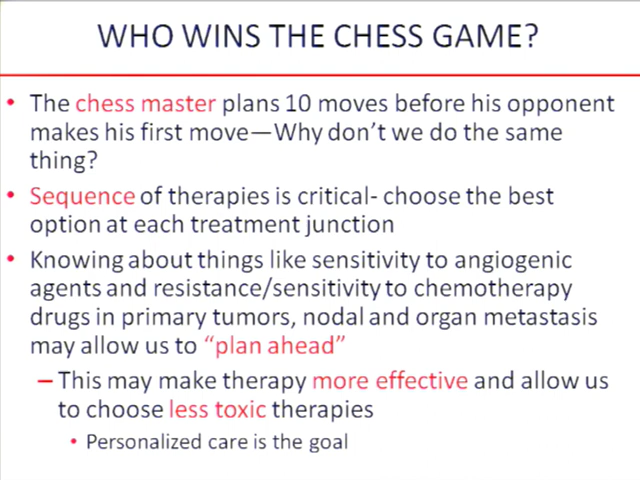 WHO WINS THE CHESS GAME?
• The chess master plans 10 moves before his opponent
makes his first move—Why don't we do the same
thing?
• Sequence of therapies is critical- choose the best
option at each treatment junction
• Knowing about things like sensitivity to angiogenic
agents and resistance/sensitivity to chemotherapy
drugs in primary tumors, nodal and organ metastasis
may allow us to "plan ahead"
– This may make therapy more effective and allow us
to choose less toxic therapies
• Personalized care is the goal